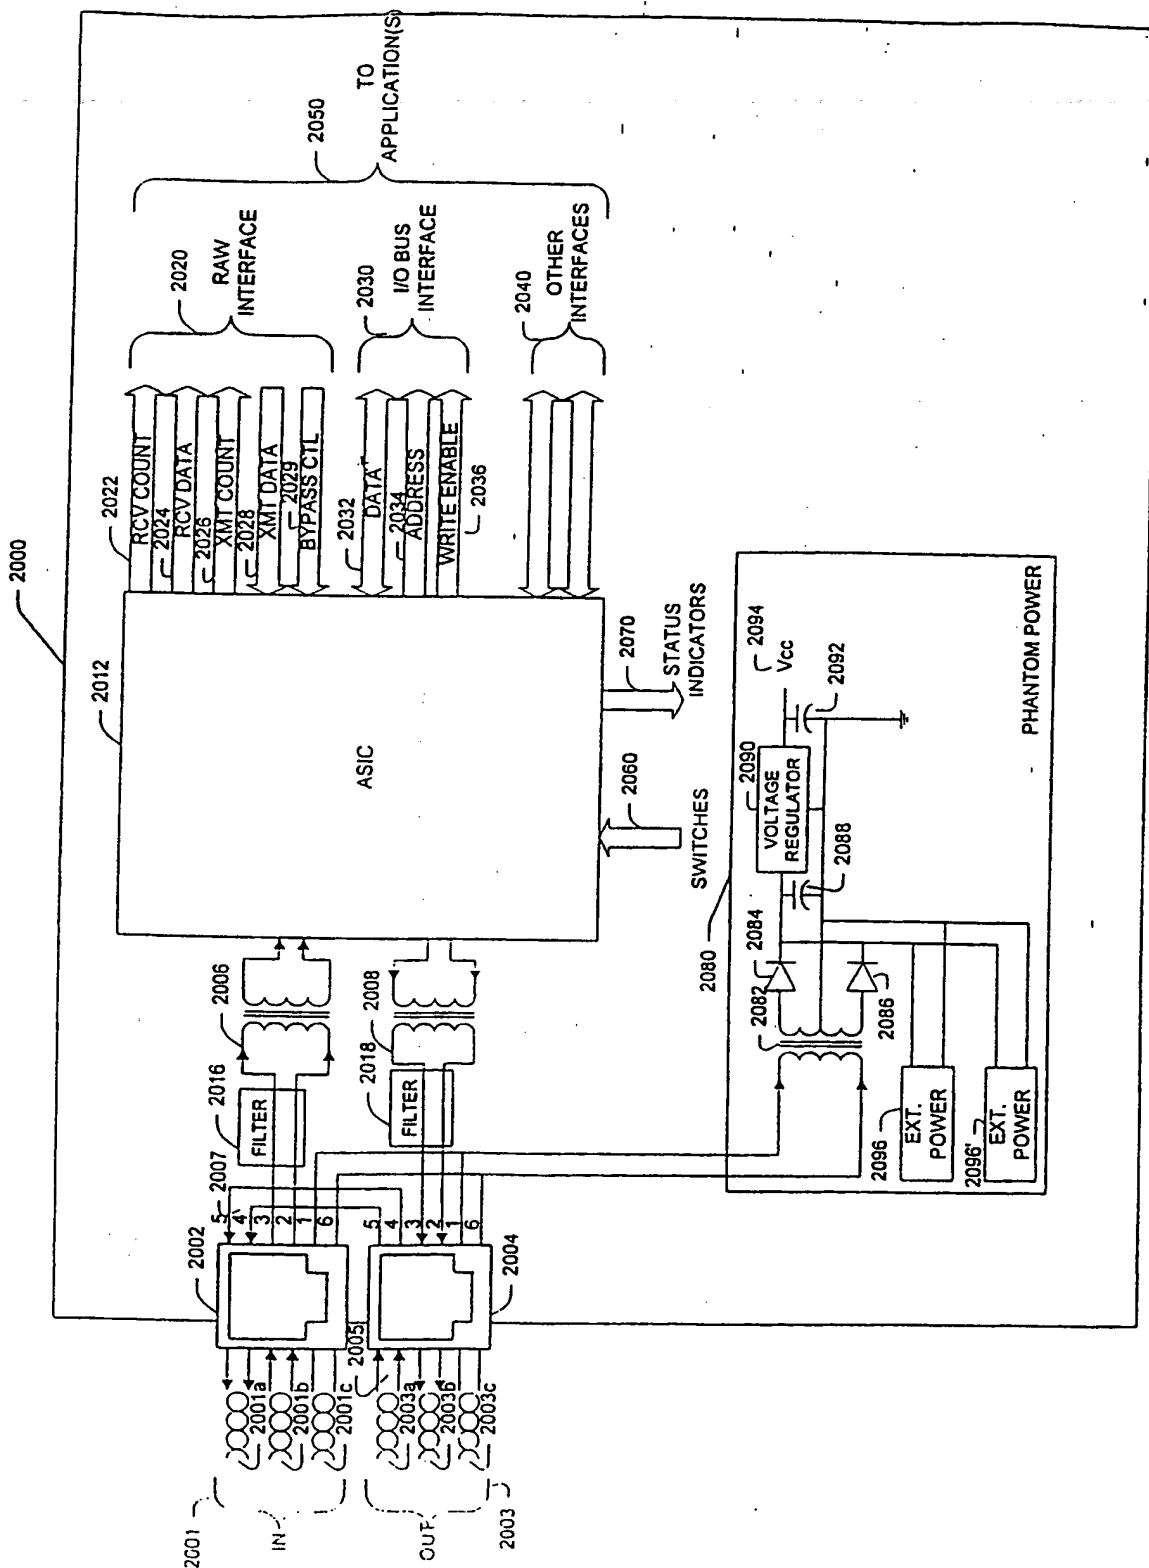 2000
2012
ASIC
2022
RCV COUNT
2024
RCV DATA
2026
XMT COUNT
2028
XMT DATA
2029
BYPASS CTL
2020
RAW
INTERFACE
2032
DATA
2034
ADDRESS
WRITE ENABLE
2036
2030
I/O BUS
INTERFACE
2040
OTHER
INTERFACES
2050
TO
APPLICATION(S)
2060
SWITCHES
2070
STATUS
INDICATORS
2001
IN
2001a
2001b
2001c
2003
OUT
2003a
2003b
2003c
2002
2007
5
4
3
2
1
6
2005
2004
5
4
3
2
1
6
2016
FILTER
2006
2018
FILTER
2008
2080
2082
2084
2086
2088
2090
VOLTAGE
REGULATOR
2092
2094
Vcc
2096
EXT.
POWER
2096'
EXT.
POWER
PHANTOM POWER